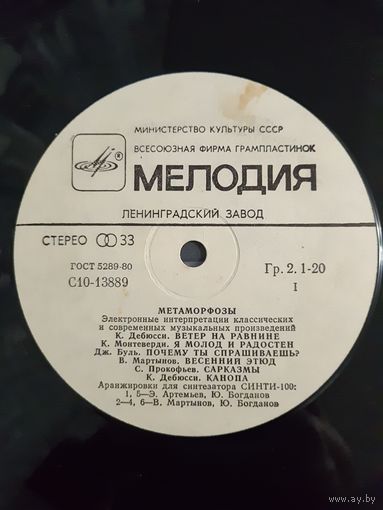 МИНИСТЕРСТВО КУЛЬТУРЫ СССР
ВСЕСОЮЗНАЯ ФИРМА ГРАМПЛАСТИНОК
®
МЕЛОДИЯ
ЛЕНИНГРАДСКИЙ ЗАВОД
СТЕРЕО 33
ГОСТ 5289-80
С10-13889
Гр. 2. 1-20
I
МЕТАМОРФОЗЫ
Электронные интерпретации классических
и современных музыкальных произведений
К. Дебюсси. ВЕТЕР НА РАВНИНЕ
К. Монтеверди. Я МОЛОД И РАДОСТЕН
Дж. Буль. ПОЧЕМУ ТЫ СПРАШИВАЕШЬ?
В. Мартынов. ВЕСЕННИЙ ЭТЮД
С. Прокофьев. САРКАЗМЫ
К. Дебюсси. КАНОПА
Аранжировки для синтезатора СИНТИ-100:
1, 5—Э. Артемьев, Ю. Богданов
2—4, 6—В. Мартынов, Ю. Богданов
www.ay.by